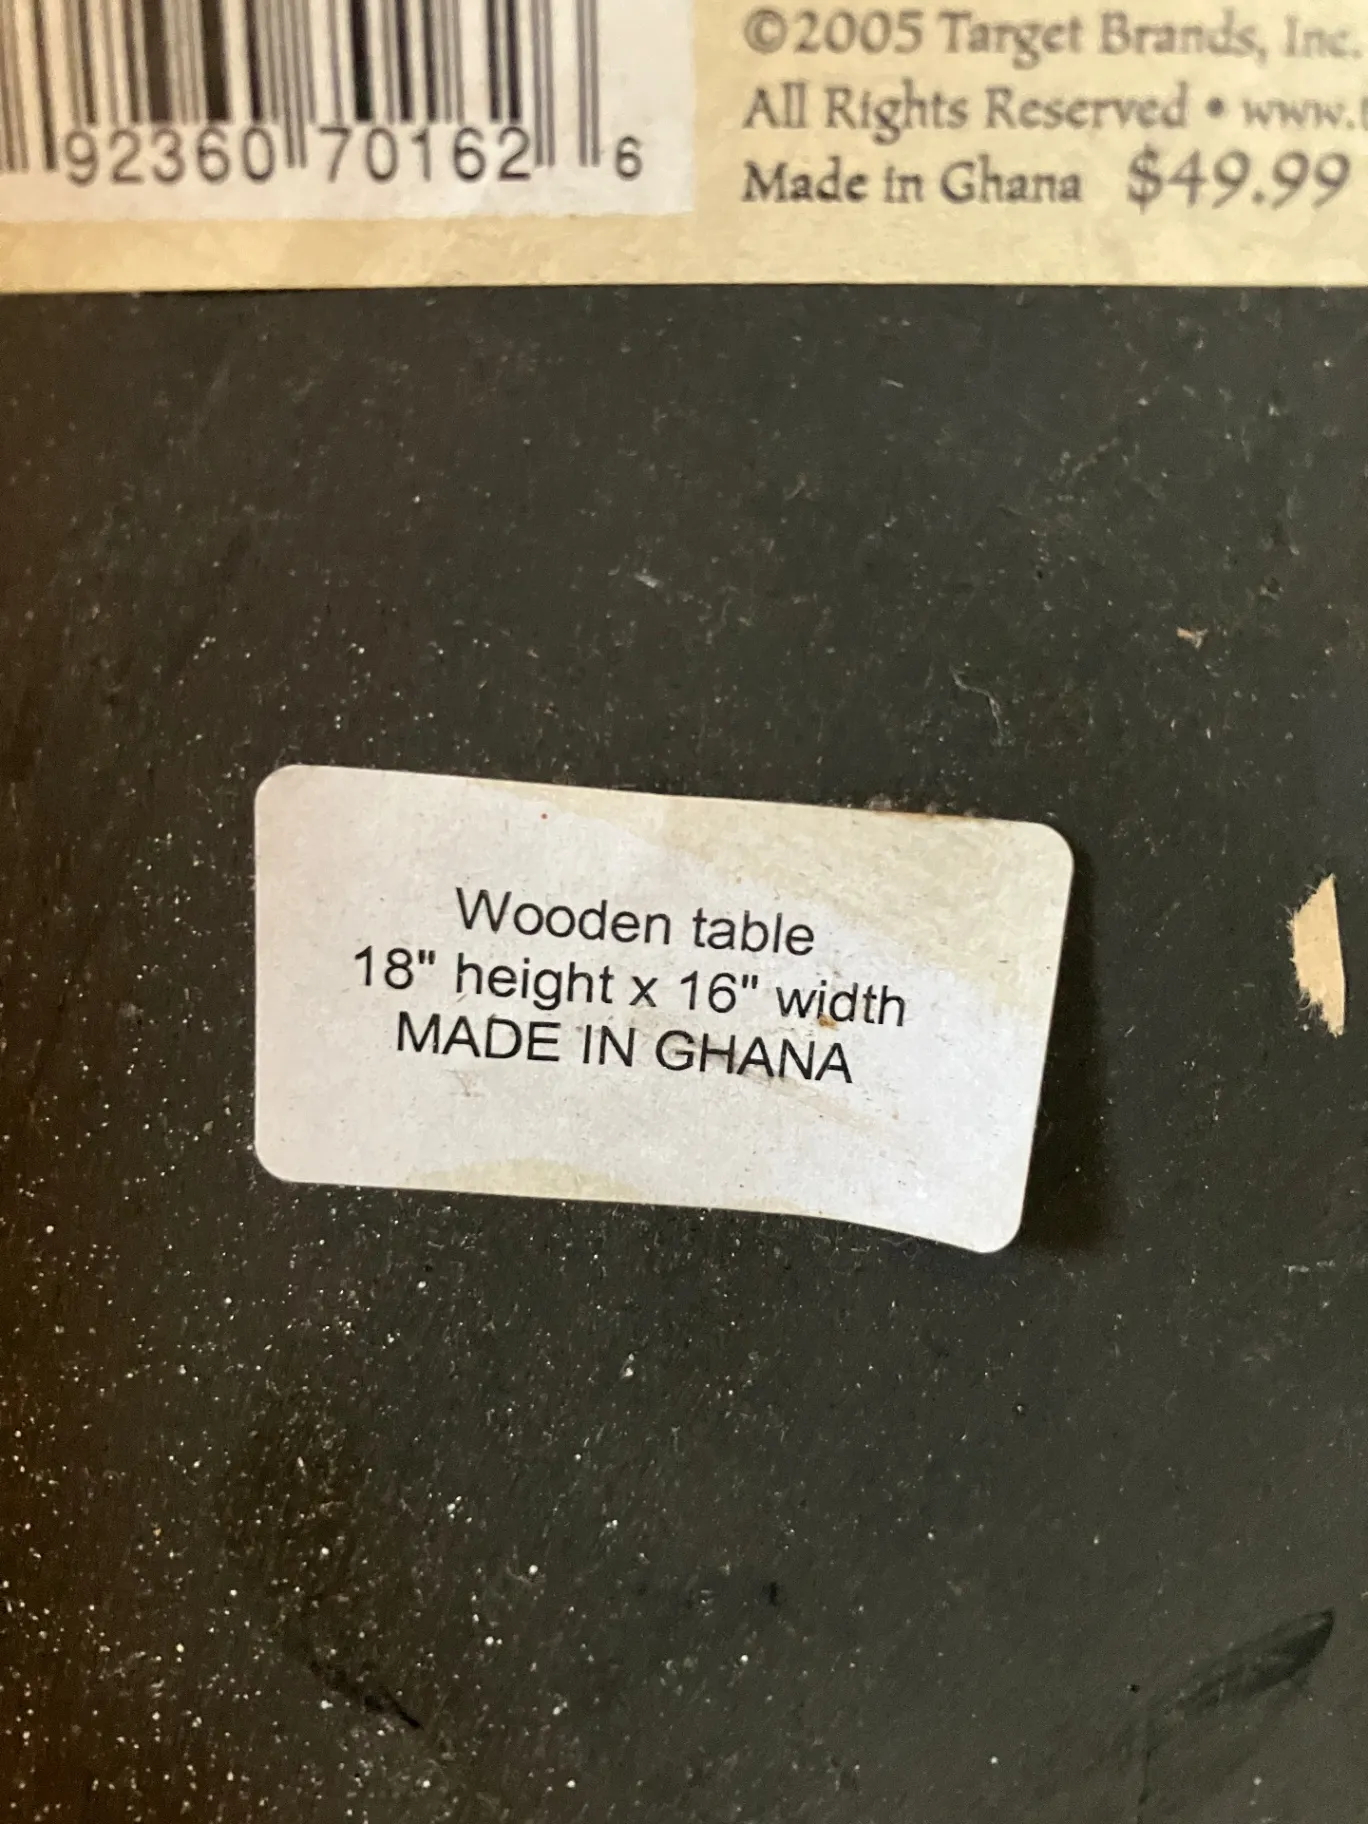 92360 70162 6
©2005 Target Brands, Inc.
All Rights Reserved • www.
Made in Ghana $49.99
Wooden table
18" height x 16" width
MADE IN GHANA